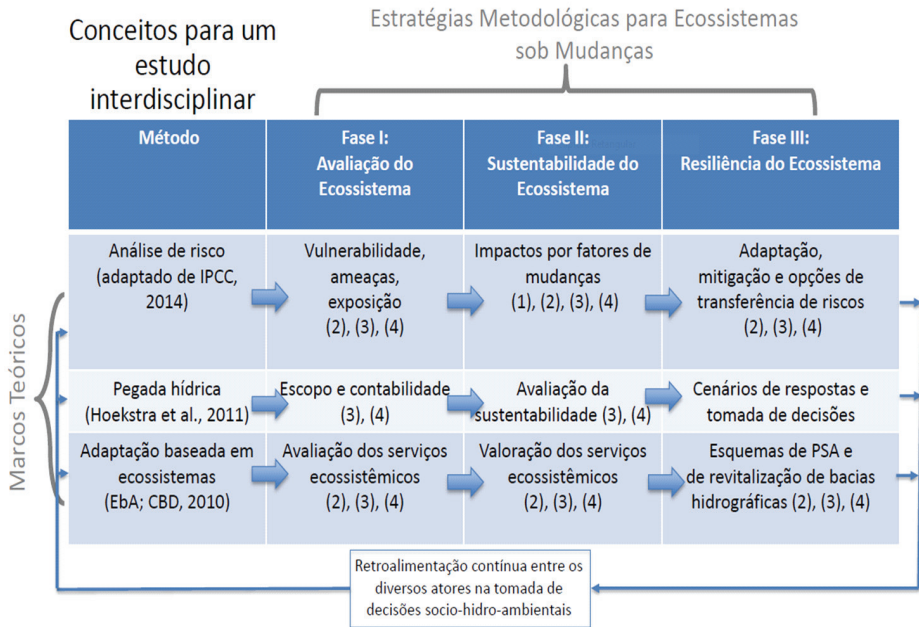 Conceitos para um
estudo
interdisciplinar
Estratégias Metodológicas para Ecossistemas
sob Mudanças
Método
Fase I:
Avaliação do
Ecossistema
Fase II:
Sustentabilidade do
Ecossistema
Fase III:
Resiliência do Ecossistema
Marcos Teóricos
Análise de risco
(adaptado de IPCC,
2014)
Vulnerabilidade,
ameaças,
exposição
(2), (3), (4)
Impactos por fatores de
mudanças
(1), (2), (3), (4)
Adaptação,
mitigação e opções de
transferência de riscos
(2), (3), (4)
Pegada hídrica
(Hoekstra et al., 2011)
Escopo e contabilidade
(3), (4)
Avaliação da
sustentabilidade (3), (4)
Cenários de respostas e
tomada de decisões
Adaptação baseada em
ecossistemas
(EbA; CBD, 2010)
Avaliação dos serviços
ecossistêmicos
(2), (3), (4)
Valoração dos serviços
ecossistêmicos
(2), (3), (4)
Esquemas de PSA e
de revitalização de bacias
hidrográficas (2), (3), (4)
Retroalimentação contínua entre os
diversos atores na tomada de
decisões socio-hidro-ambientais